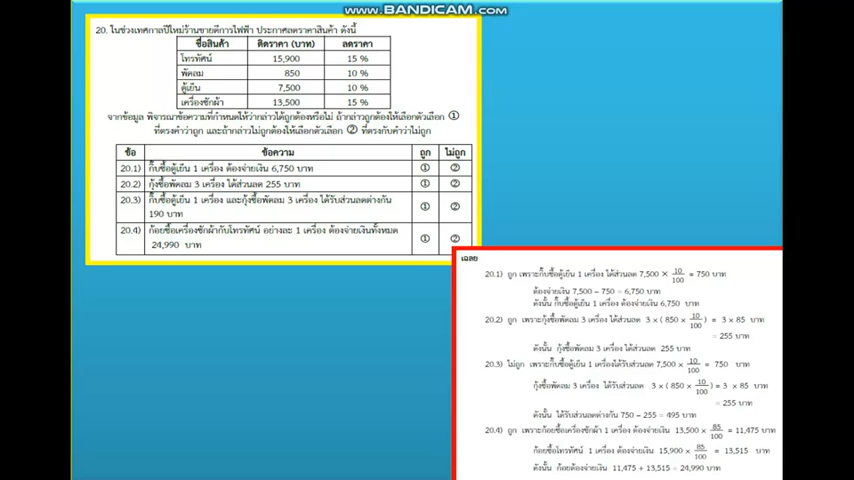 www.BANDICAM.com
20. ในช่วงเทศกาลปีใหม่ร้านขายดีการไฟฟ้า ประกาศลดราคาสินค้า ดังนี้
ชื่อสินค้า ติดราคา (บาท) ลดราคา
โทรทัศน์ 15,900 15 %
พัดลม 850 10 %
ตู้เย็น 7,500 10 %
เครื่องซักผ้า 13,500 15 %
จากข้อมูล พิจารณาข้อความที่กำหนดให้ว่ากล่าวได้ถูกต้องหรือไม่ ถ้ากล่าวถูกต้องให้เลือกตัวเลือก ①
ที่ตรงคำว่าถูก และถ้ากล่าวไม่ถูกต้องให้เลือกตัวเลือก ② ที่ตรงกับคำว่าไม่ถูก
ข้อ ข้อความ ถูก ไม่ถูก
20.1) กิ๊บซื้อตู้เย็น 1 เครื่อง ต้องจ่ายเงิน 6,750 บาท ① ②
20.2) กุ้งซื้อพัดลม 3 เครื่อง ได้ส่วนลด 255 บาท ① ②
20.3) กิ๊บซื้อตู้เย็น 1 เครื่อง และกุ้งซื้อพัดลม 3 เครื่อง ได้รับส่วนลดต่างกัน
190 บาท ① ②
20.4) ก้อยซื้อเครื่องซักผ้ากับโทรทัศน์ อย่างละ 1 เครื่อง ต้องจ่ายเงินทั้งหมด
24,990 บาท ① ②
เฉลย
20.1) ถูก เพราะกิ๊บซื้อตู้เย็น 1 เครื่อง ได้ส่วนลด 7,500 × 10/100 = 750 บาท
ต้องจ่ายเงิน 7,500 – 750 = 6,750 บาท
ดังนั้น กิ๊บซื้อตู้เย็น 1 เครื่อง ต้องจ่ายเงิน 6,750 บาท
20.2) ถูก เพราะกุ้งซื้อพัดลม 3 เครื่อง ได้ส่วนลด 3 × (850 × 10/100) = 3 × 85 บาท
= 255 บาท
ดังนั้น กุ้งซื้อพัดลม 3 เครื่อง ได้ส่วนลด 255 บาท
20.3) ไม่ถูก เพราะกิ๊บซื้อตู้เย็น 1 เครื่องได้รับส่วนลด 7,500 × 10/100 = 750 บาท
กุ้งซื้อพัดลม 3 เครื่อง ได้รับส่วนลด 3 × (850 × 10/100) = 3 × 85 บาท
= 255 บาท
ดังนั้น ได้รับส่วนลดต่างกัน 750 – 255 = 495 บาท
20.4) ถูก เพราะก้อยซื้อเครื่องซักผ้า 1 เครื่อง ต้องจ่ายเงิน 13,500 × 85/100 = 11,475 บาท
ก้อยซื้อโทรทัศน์ 1 เครื่อง ต้องจ่ายเงิน 15,900 × 85/100 = 13,515 บาท
ดังนั้น ก้อยต้องจ่ายเงิน 11,475 + 13,515 = 24,990 บาท